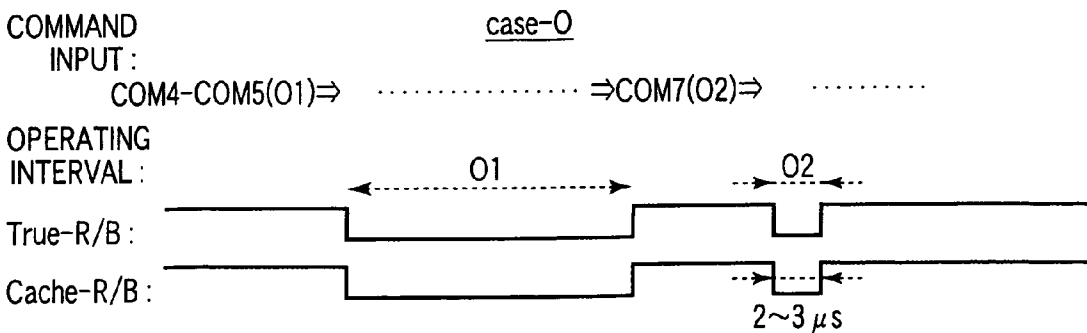 case-O
COMMAND
INPUT :
COM4-COM5(O1)⇒ ·················· ⇒COM7(O2)⇒ ·········
OPERATING
INTERVAL :
O1
O2
True-R/B :
Cache-R/B :
2~3 μs